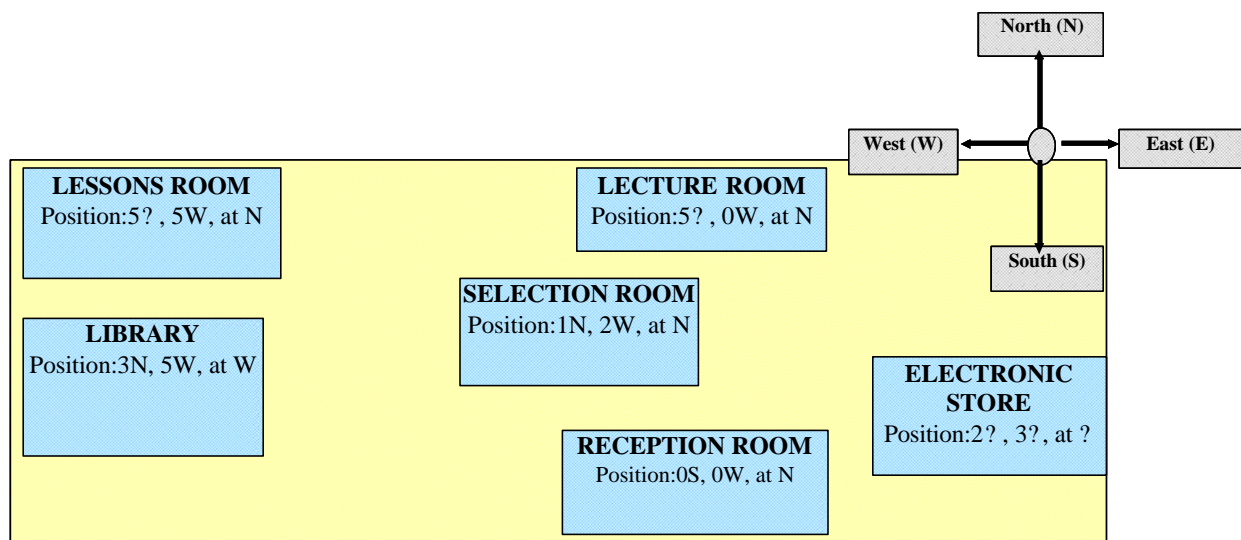 North (N)
West (W)
East (E)
South (S)
LESSONS ROOM
Position:5? , 5W, at N
LECTURE ROOM
Position:5? , 0W, at N
SELECTION ROOM
Position:1N, 2W, at N
LIBRARY
Position:3N, 5W, at W
ELECTRONIC
STORE
Position:2? , 3?, at ?
RECEPTION ROOM
Position:0S, 0W, at N